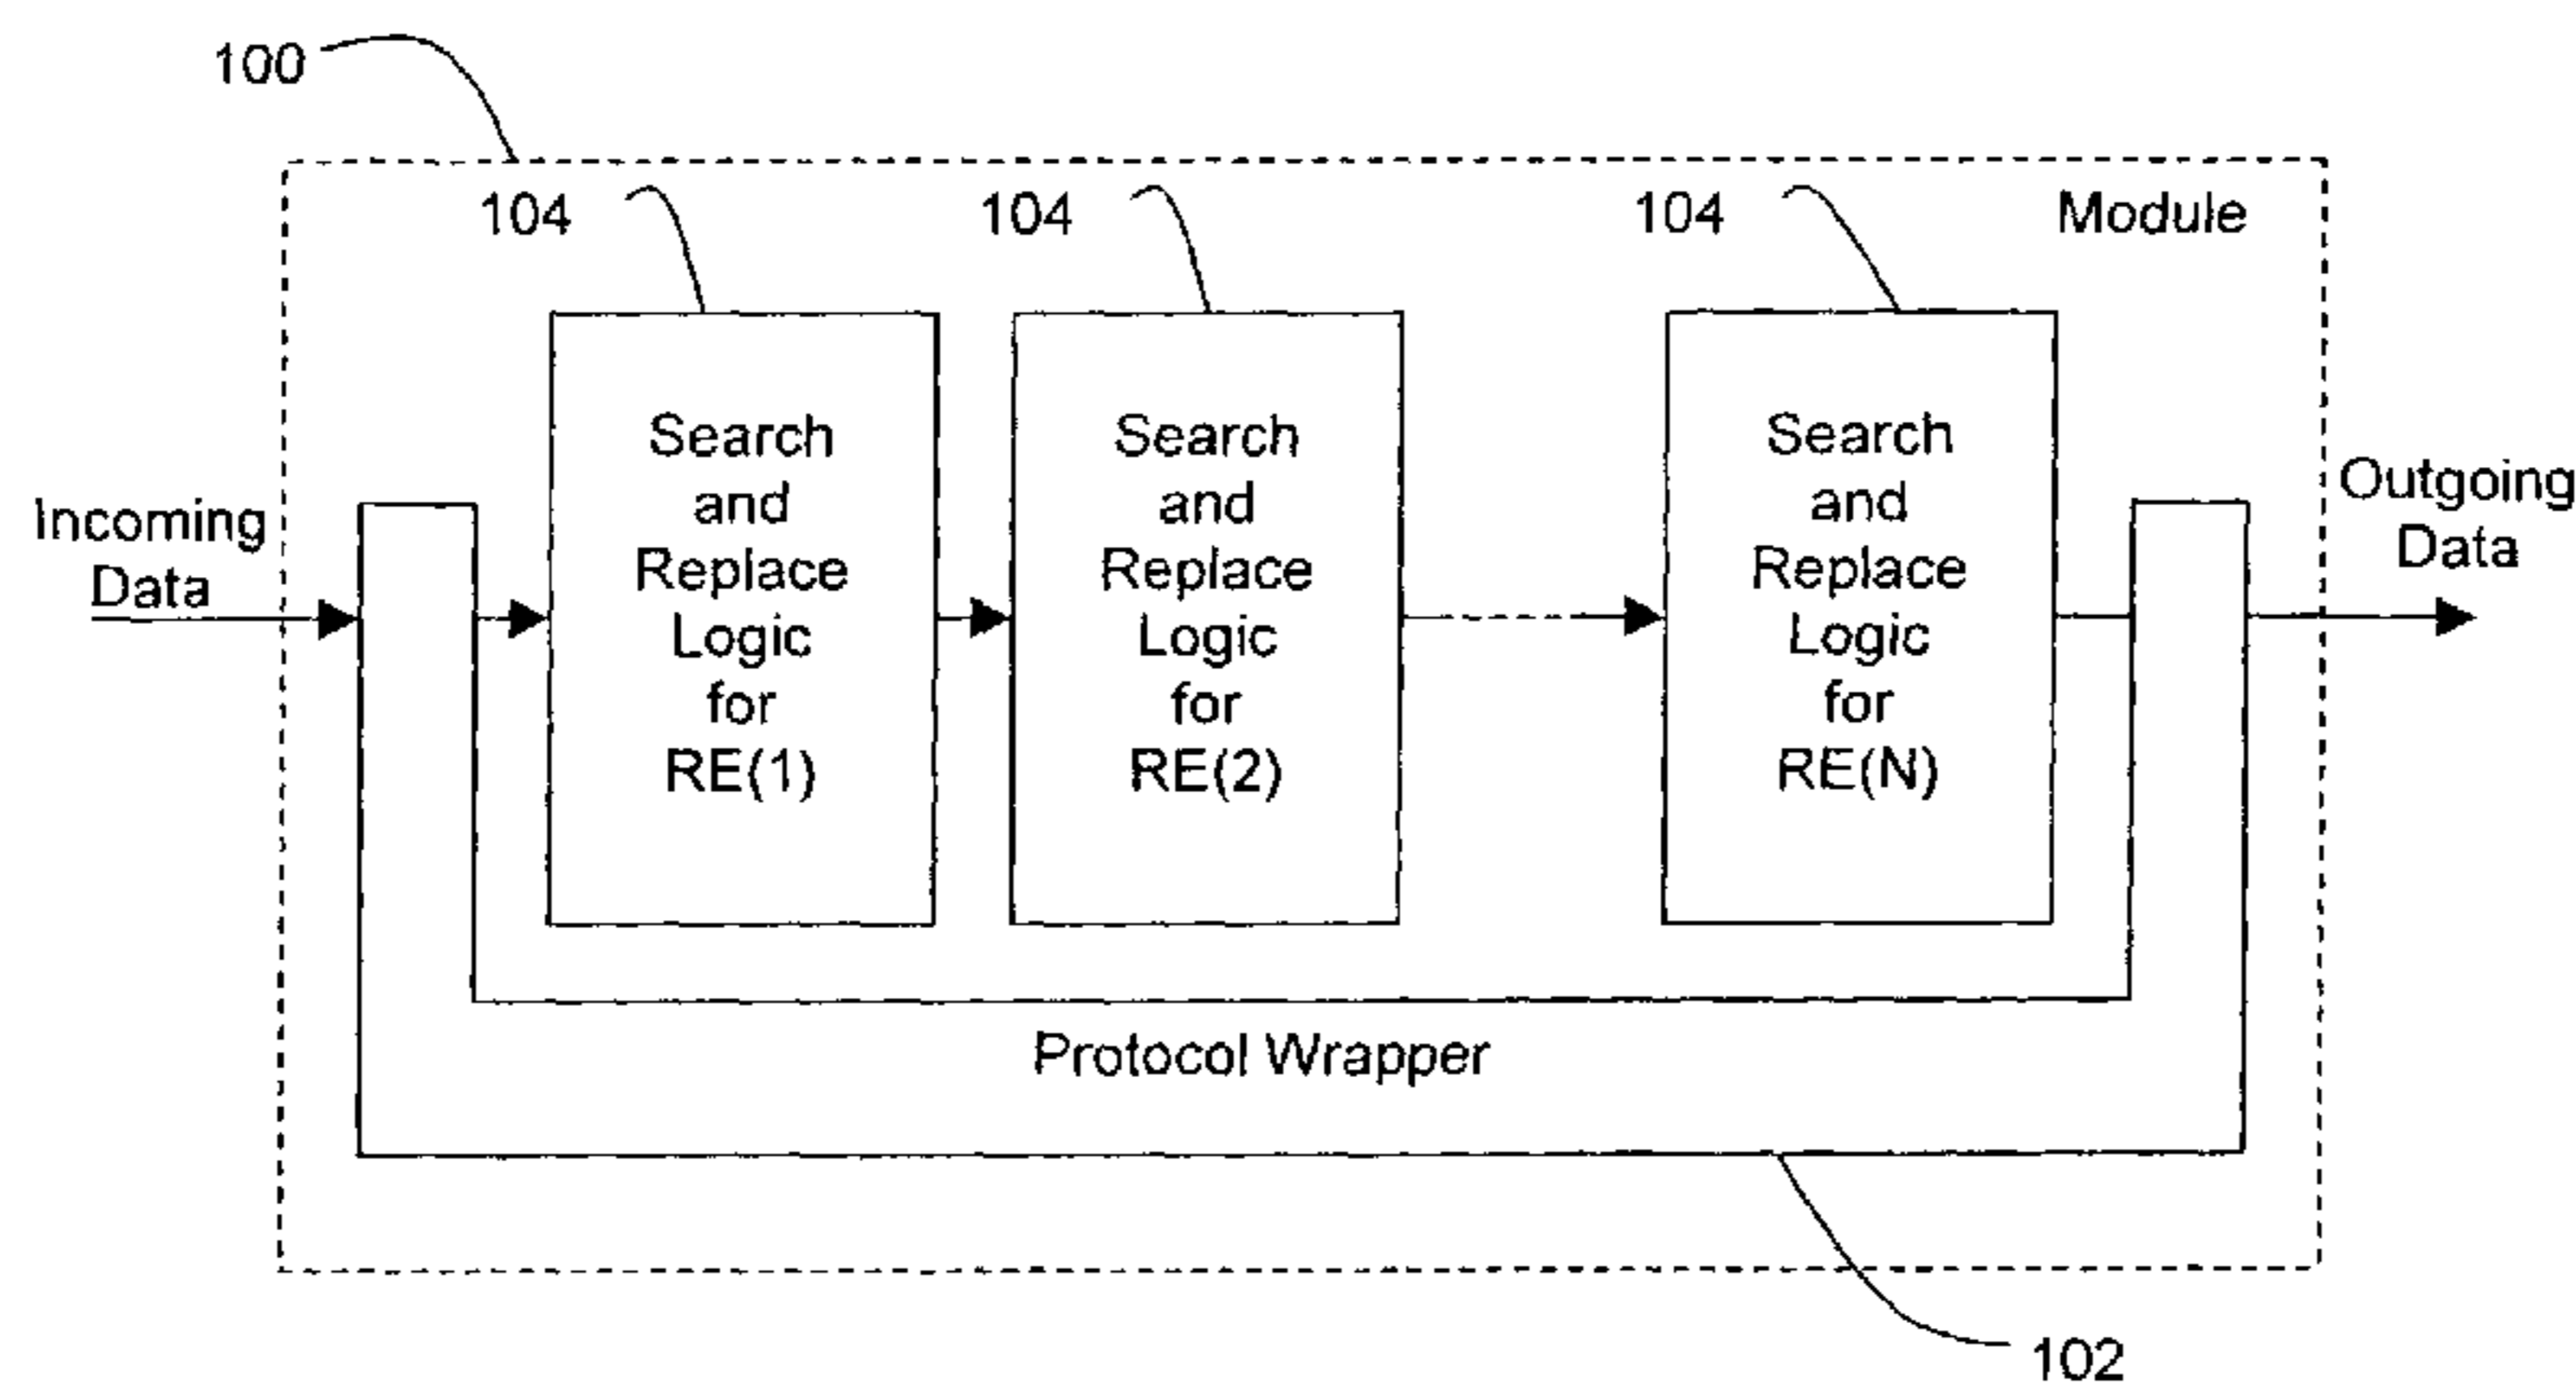 100
104
104
104
Module
Incoming
Data
Search
and
Replace
Logic
for
RE(1)
Search
and
Replace
Logic
for
RE(2)
Search
and
Replace
Logic
for
RE(N)
Outgoing
Data
Protocol Wrapper
102